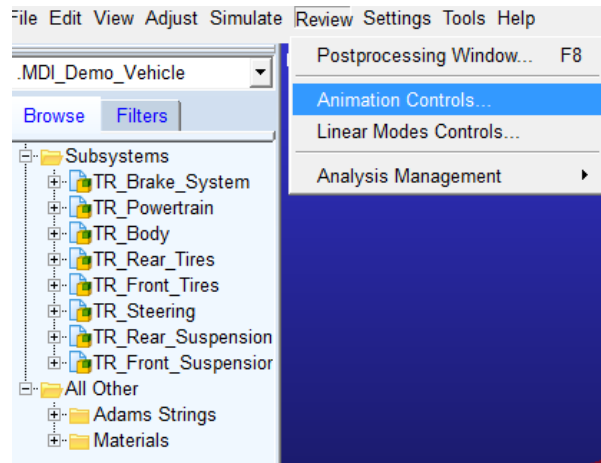 File Edit View Adjust Simulate Review Settings Tools Help
.MDI_Demo_Vehicle
Browse Filters
Subsystems
TR_Brake_System
TR_Powertrain
TR_Body
TR_Rear_Tires
TR_Front_Tires
TR_Steering
TR_Rear_Suspension
TR_Front_Suspension
All Other
Adams Strings
Materials
Postprocessing Window... F8
Animation Controls...
Linear Modes Controls...
Analysis Management